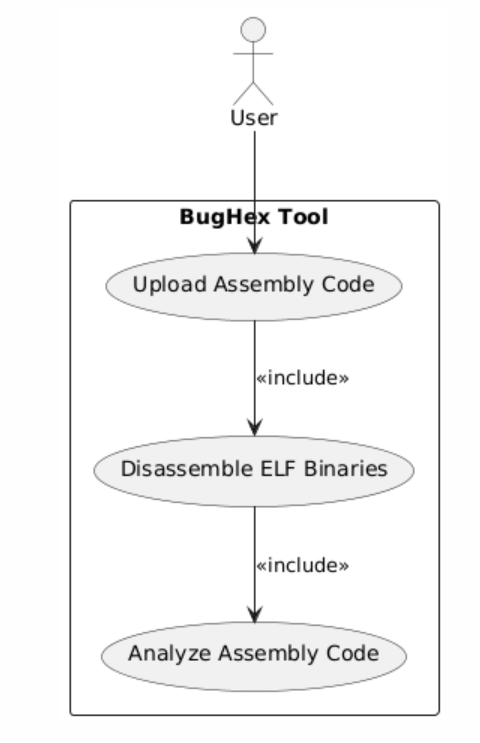 User
BugHex Tool
Upload Assembly Code
«include»
Disassemble ELF Binaries
«include»
Analyze Assembly Code